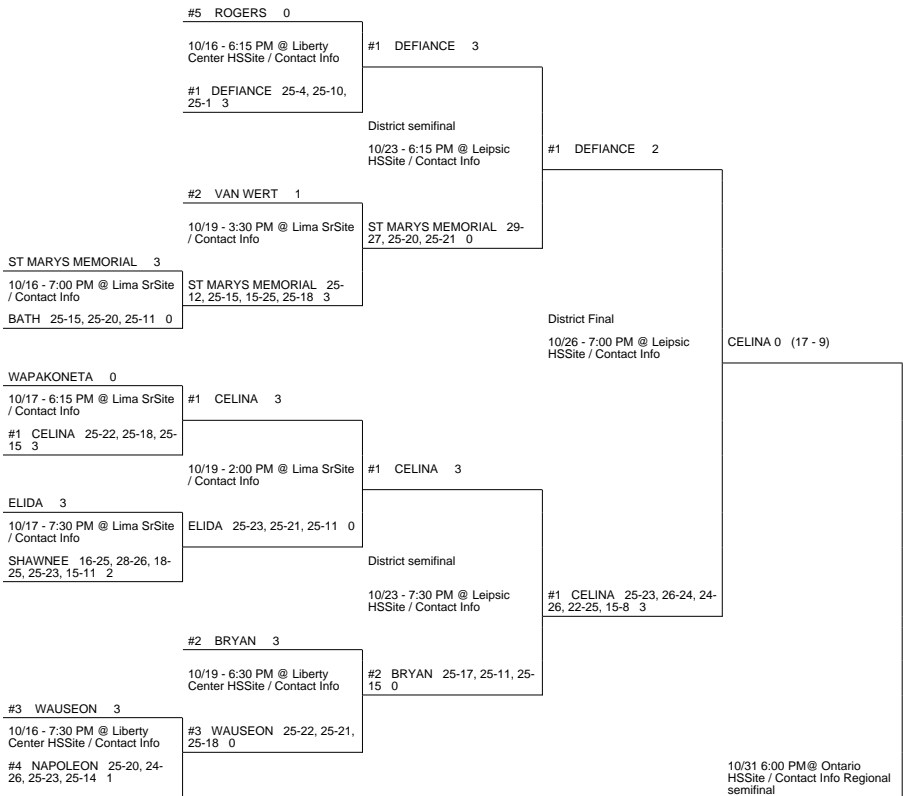 #5 ROGERS 0
10/16 - 6:15 PM @ Liberty
Center HSSite / Contact Info
#1 DEFIANCE 3
#1 DEFIANCE 25-4, 25-10,
25-1 3
District semifinal
10/23 - 6:15 PM @ Leipsic
HSSite / Contact Info
#1 DEFIANCE 2
#2 VAN WERT 1
10/19 - 3:30 PM @ Lima SrSite
/ Contact Info
ST MARYS MEMORIAL 29-
27, 25-20, 25-21 0
ST MARYS MEMORIAL 3
10/16 - 7:00 PM @ Lima SrSite
/ Contact Info
ST MARYS MEMORIAL 25-
12, 25-15, 15-25, 25-18 3
BATH 25-15, 25-20, 25-11 0
District Final
10/26 - 7:00 PM @ Leipsic
HSSite / Contact Info
CELINA 0 (17 - 9)
WAPAKONETA 0
10/17 - 6:15 PM @ Lima SrSite
/ Contact Info
#1 CELINA 3
#1 CELINA 25-22, 25-18, 25-
15 3
10/19 - 2:00 PM @ Lima SrSite
/ Contact Info
#1 CELINA 3
ELIDA 3
10/17 - 7:30 PM @ Lima SrSite
/ Contact Info
ELIDA 25-23, 25-21, 25-11 0
SHAWNEE 16-25, 28-26, 18-
25, 25-23, 15-11 2
District semifinal
10/23 - 7:30 PM @ Leipsic
HSSite / Contact Info
#1 CELINA 25-23, 26-24, 24-
26, 22-25, 15-8 3
#2 BRYAN 3
10/19 - 6:30 PM @ Liberty
Center HSSite / Contact Info
#2 BRYAN 25-17, 25-11, 25-
15 0
#3 WAUSEON 3
10/16 - 7:30 PM @ Liberty
Center HSSite / Contact Info
#3 WAUSEON 25-22, 25-21,
25-18 0
#4 NAPOLEON 25-20, 24-
26, 25-23, 25-14 1
10/31 6:00 PM@ Ontario
HSSite / Contact Info Regional
semifinal